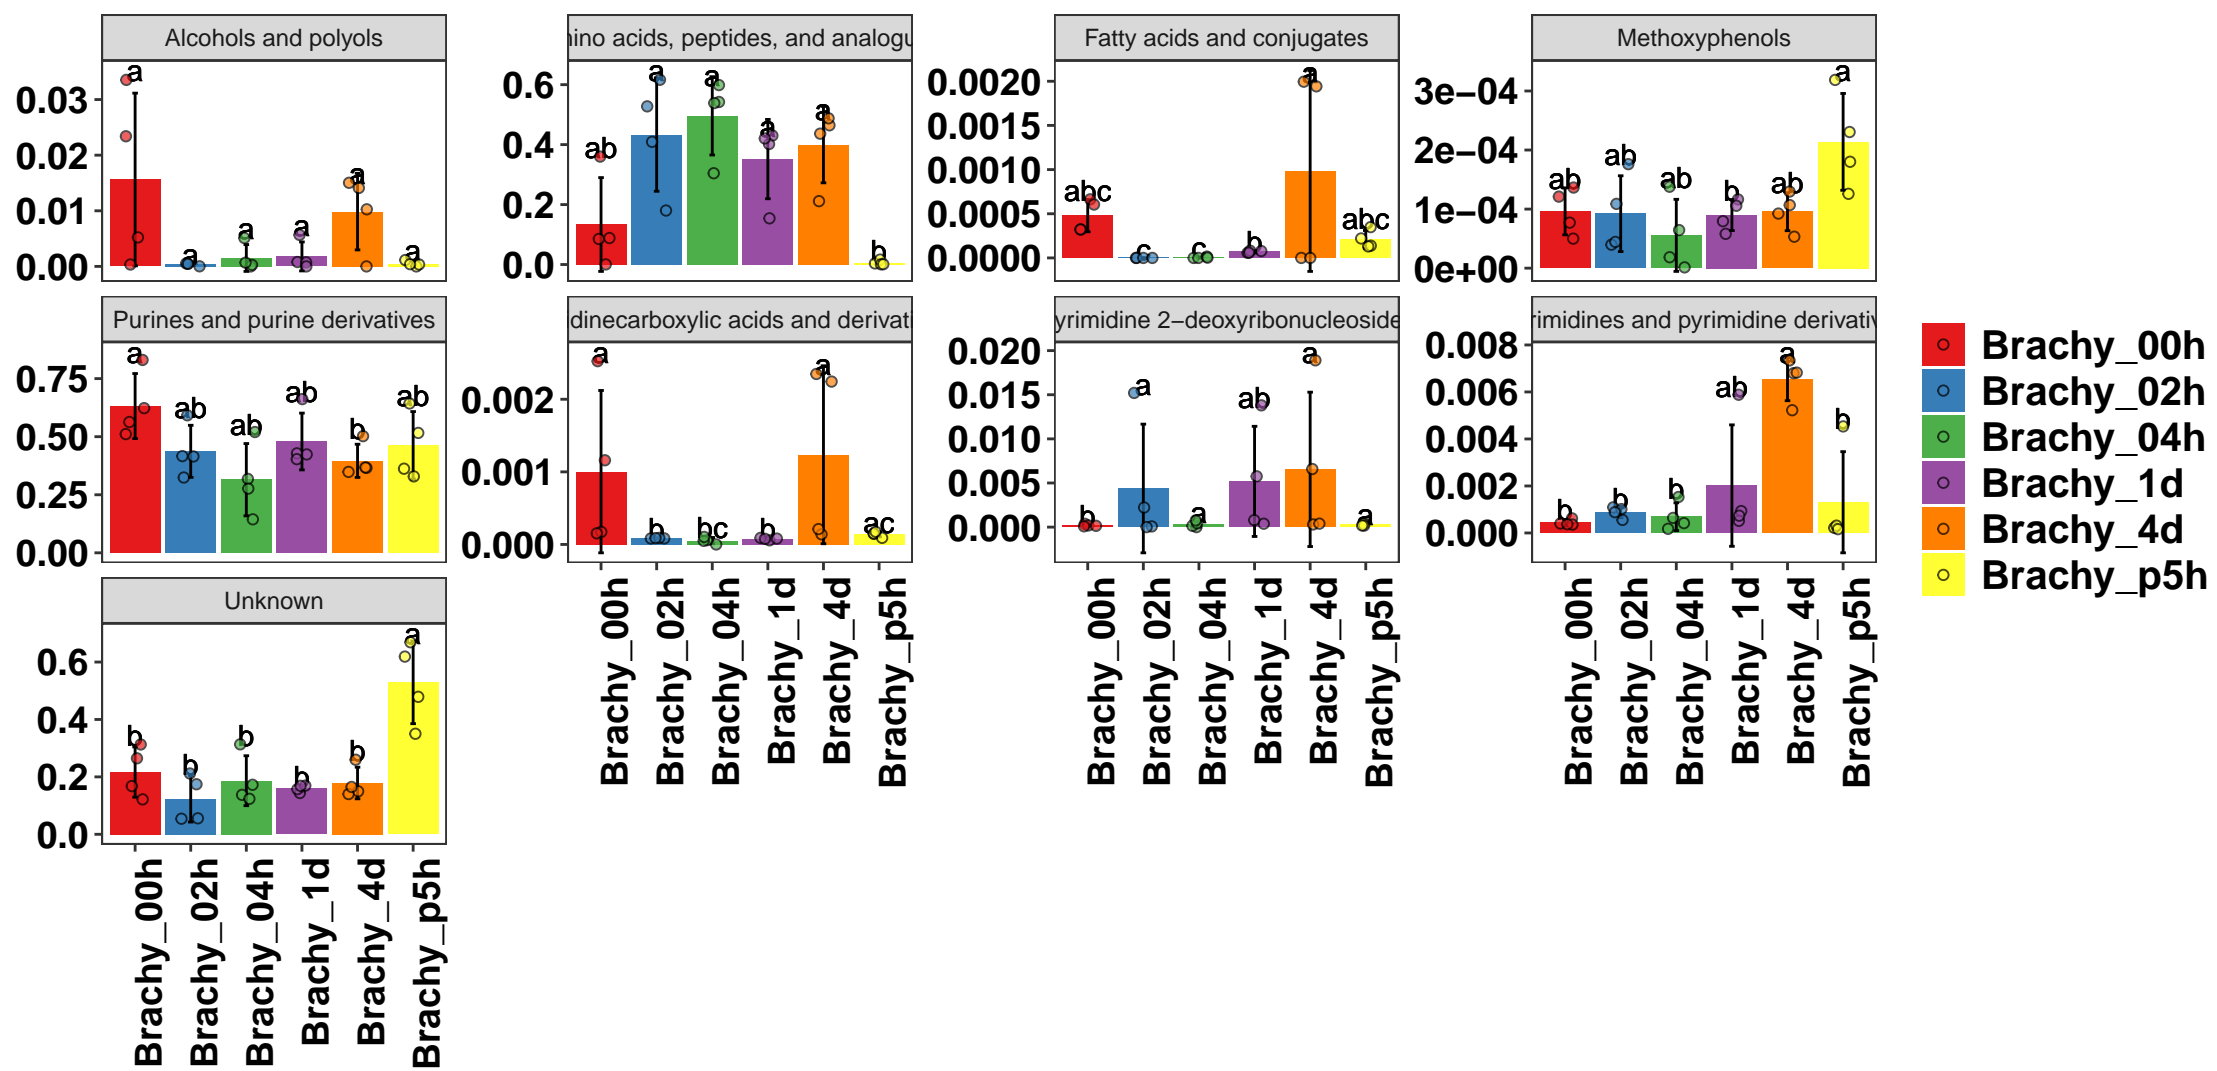 Alcohols and polyols
ino acids, peptides, and analogu
Fatty acids and conjugates
Methoxyphenols
0.03
0.02
0.01
0.00
a
a
a
a
a
a
0.6
0.4
0.2
0.0
ab
a
a
a
a
b
0.0020
0.0015
0.0010
0.0005
0.0000
abc
c
c
b
a
abc
3e−04
2e−04
1e−04
0e+00
ab
ab
ab
b
ab
a
Purines and purine derivatives
dinecarboxylic acids and derivati
yrimidine 2−deoxyribonucleoside
rimidines and pyrimidine derivativ
0.75
0.50
0.25
0.00
a
ab
ab
ab
b
ab
0.002
0.001
0.000
a
b
bc
b
a
ac
0.020
0.015
0.010
0.005
0.000
b
a
a
ab
a
a
0.008
0.006
0.004
0.002
0.000
b
b
b
ab
a
b
Brachy_00h
Brachy_02h
Brachy_04h
Brachy_1d
Brachy_4d
Brachy_p5h
Brachy_00h
Brachy_02h
Brachy_04h
Brachy_1d
Brachy_4d
Brachy_p5h
Brachy_00h
Brachy_02h
Brachy_04h
Brachy_1d
Brachy_4d
Brachy_p5h
Unknown
0.6
0.4
0.2
0.0
b
b
b
b
b
a
Brachy_00h
Brachy_02h
Brachy_04h
Brachy_1d
Brachy_4d
Brachy_p5h
Brachy_00h
Brachy_02h
Brachy_04h
Brachy_1d
Brachy_4d
Brachy_p5h